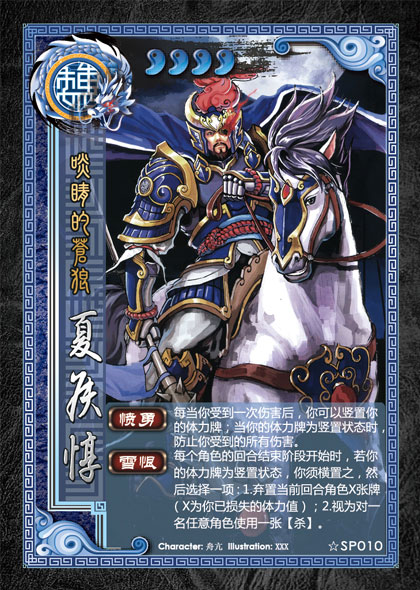 魏
啖睛的蒼狼
夏侯惇
愤勇
每当你受到一次伤害后，你可以竖置你
的体力牌；当你的体力牌为竖置状态时，
防止你受到的所有伤害。
雪恨
每个角色的回合结束阶段开始时，若你
的体力牌为竖置状态，你须横置之，然
后选择一项：1.弃置当前回合角色X张牌
（X为你已损失的体力值）；2.视为对一
名任意角色使用一张【杀】。
Character: 舟亢 Illustration: XXX
☆SP010